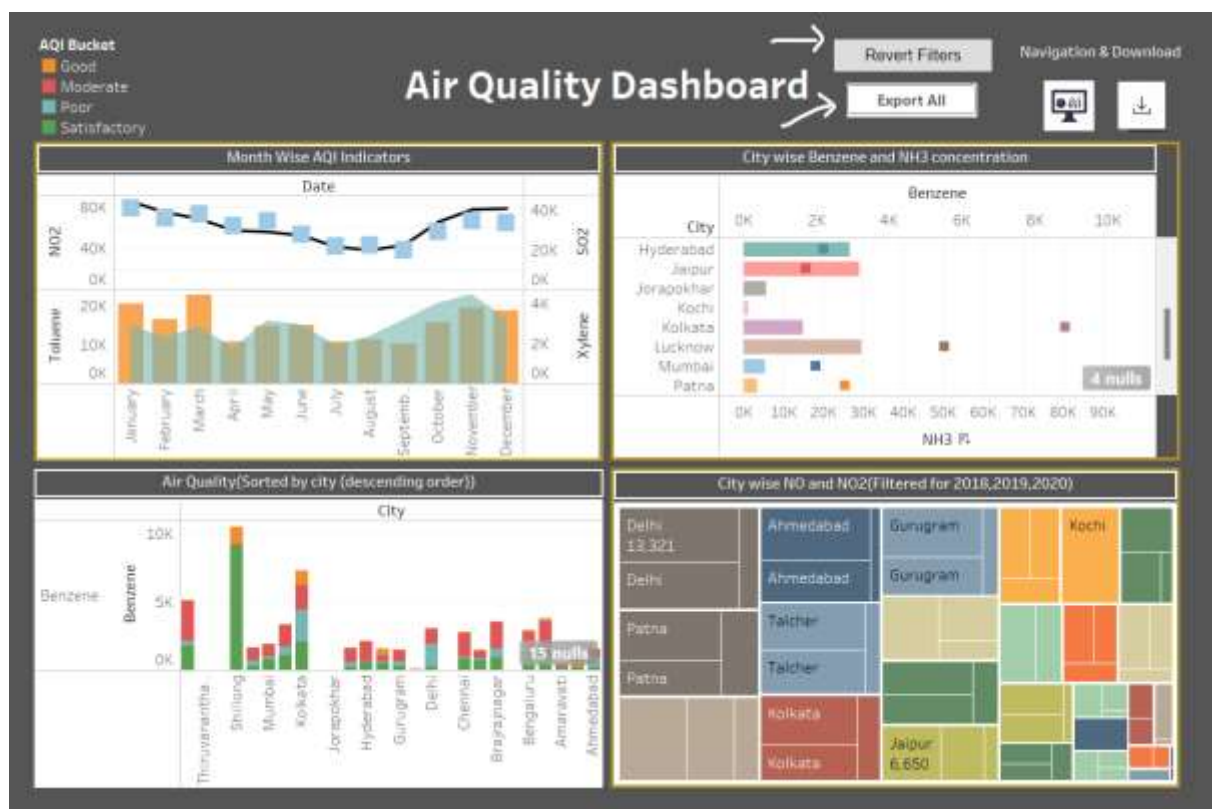 AQI Bucket
Good
Moderate
Poor
Satisfactory
Air Quality Dashboard
Revert Filters
Export All
Navigation & Download
Month Wise AQI Indicators
Date
80K
40K
0K
NO2
40K
20K
0K
SO2
20K
10K
0K
Toluene
4K
2K
0K
Xylene
January
February
March
April
May
June
July
August
Septemb..
October
November
December
City wise Benzene and NH3 concentration
Benzene
City
0K 2K 4K 6K 8K 10K
Hyderabad
Jaipur
Jorapokhar
Kochi
Kolkata
Lucknow
Mumbai
Patna
4 nulls
0K 10K 20K 30K 40K 50K 60K 70K 80K 90K
NH3
Air Quality(Sorted by city (descending order))
City
Benzene
Benzene
10K
5K
0K
15 nulls
Thiruvanantha
Shillong
Mumbai
Kolkata
Jorapokhar
Hyderabad
Gurugram
Delhi
Chennai
Brajrajnagar
Bengaluru
Amaravati
Ahmedabad
City wise NO and NO2(Filtered for 2018,2019,2020)
Delhi
13,321
Delhi
Patna
Patna
Ahmedabad
Ahmedabad
Talcher
Talcher
Kolkata
Kolkata
Gurugram
Gurugram
Jaipur
6,650
Kochi